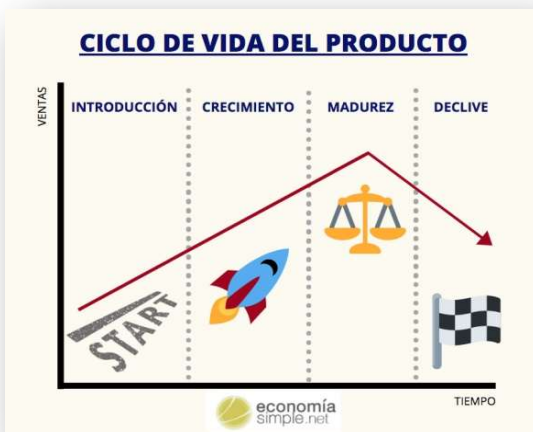 CICLO DE VIDA DEL PRODUCTO
VENTAS
INTRODUCCIÓN CRECIMIENTO MADUREZ DECLIVE
START
TIEMPO
economía
simple.net